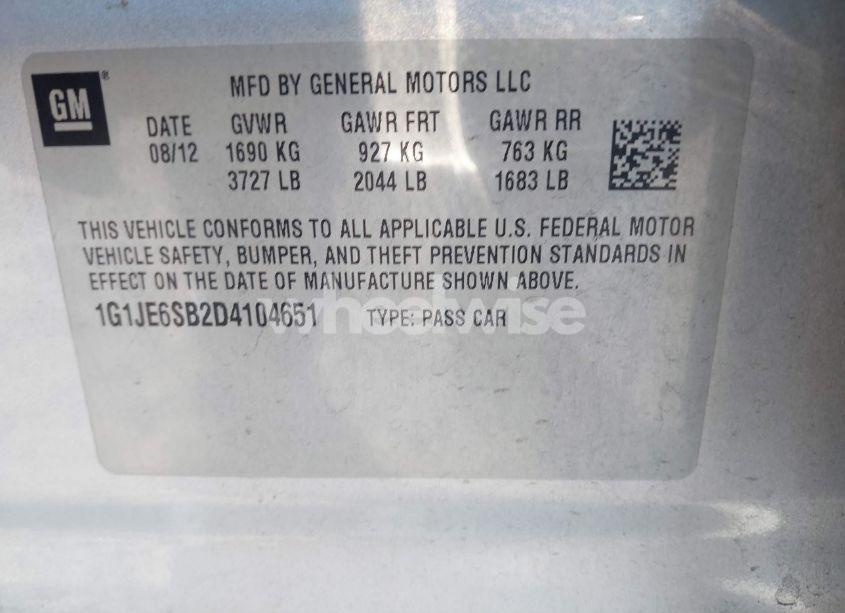 GM
MFD BY GENERAL MOTORS LLC
DATE GVWR GAWR FRT GAWR RR
08/12 1690 KG 927 KG 763 KG
3727 LB 2044 LB 1683 LB
THIS VEHICLE CONFORMS TO ALL APPLICABLE U.S. FEDERAL MOTOR
VEHICLE SAFETY, BUMPER, AND THEFT PREVENTION STANDARDS IN
EFFECT ON THE DATE OF MANUFACTURE SHOWN ABOVE.
1G1JE6SB2D4104651 TYPE: PASS CAR
wheelwise